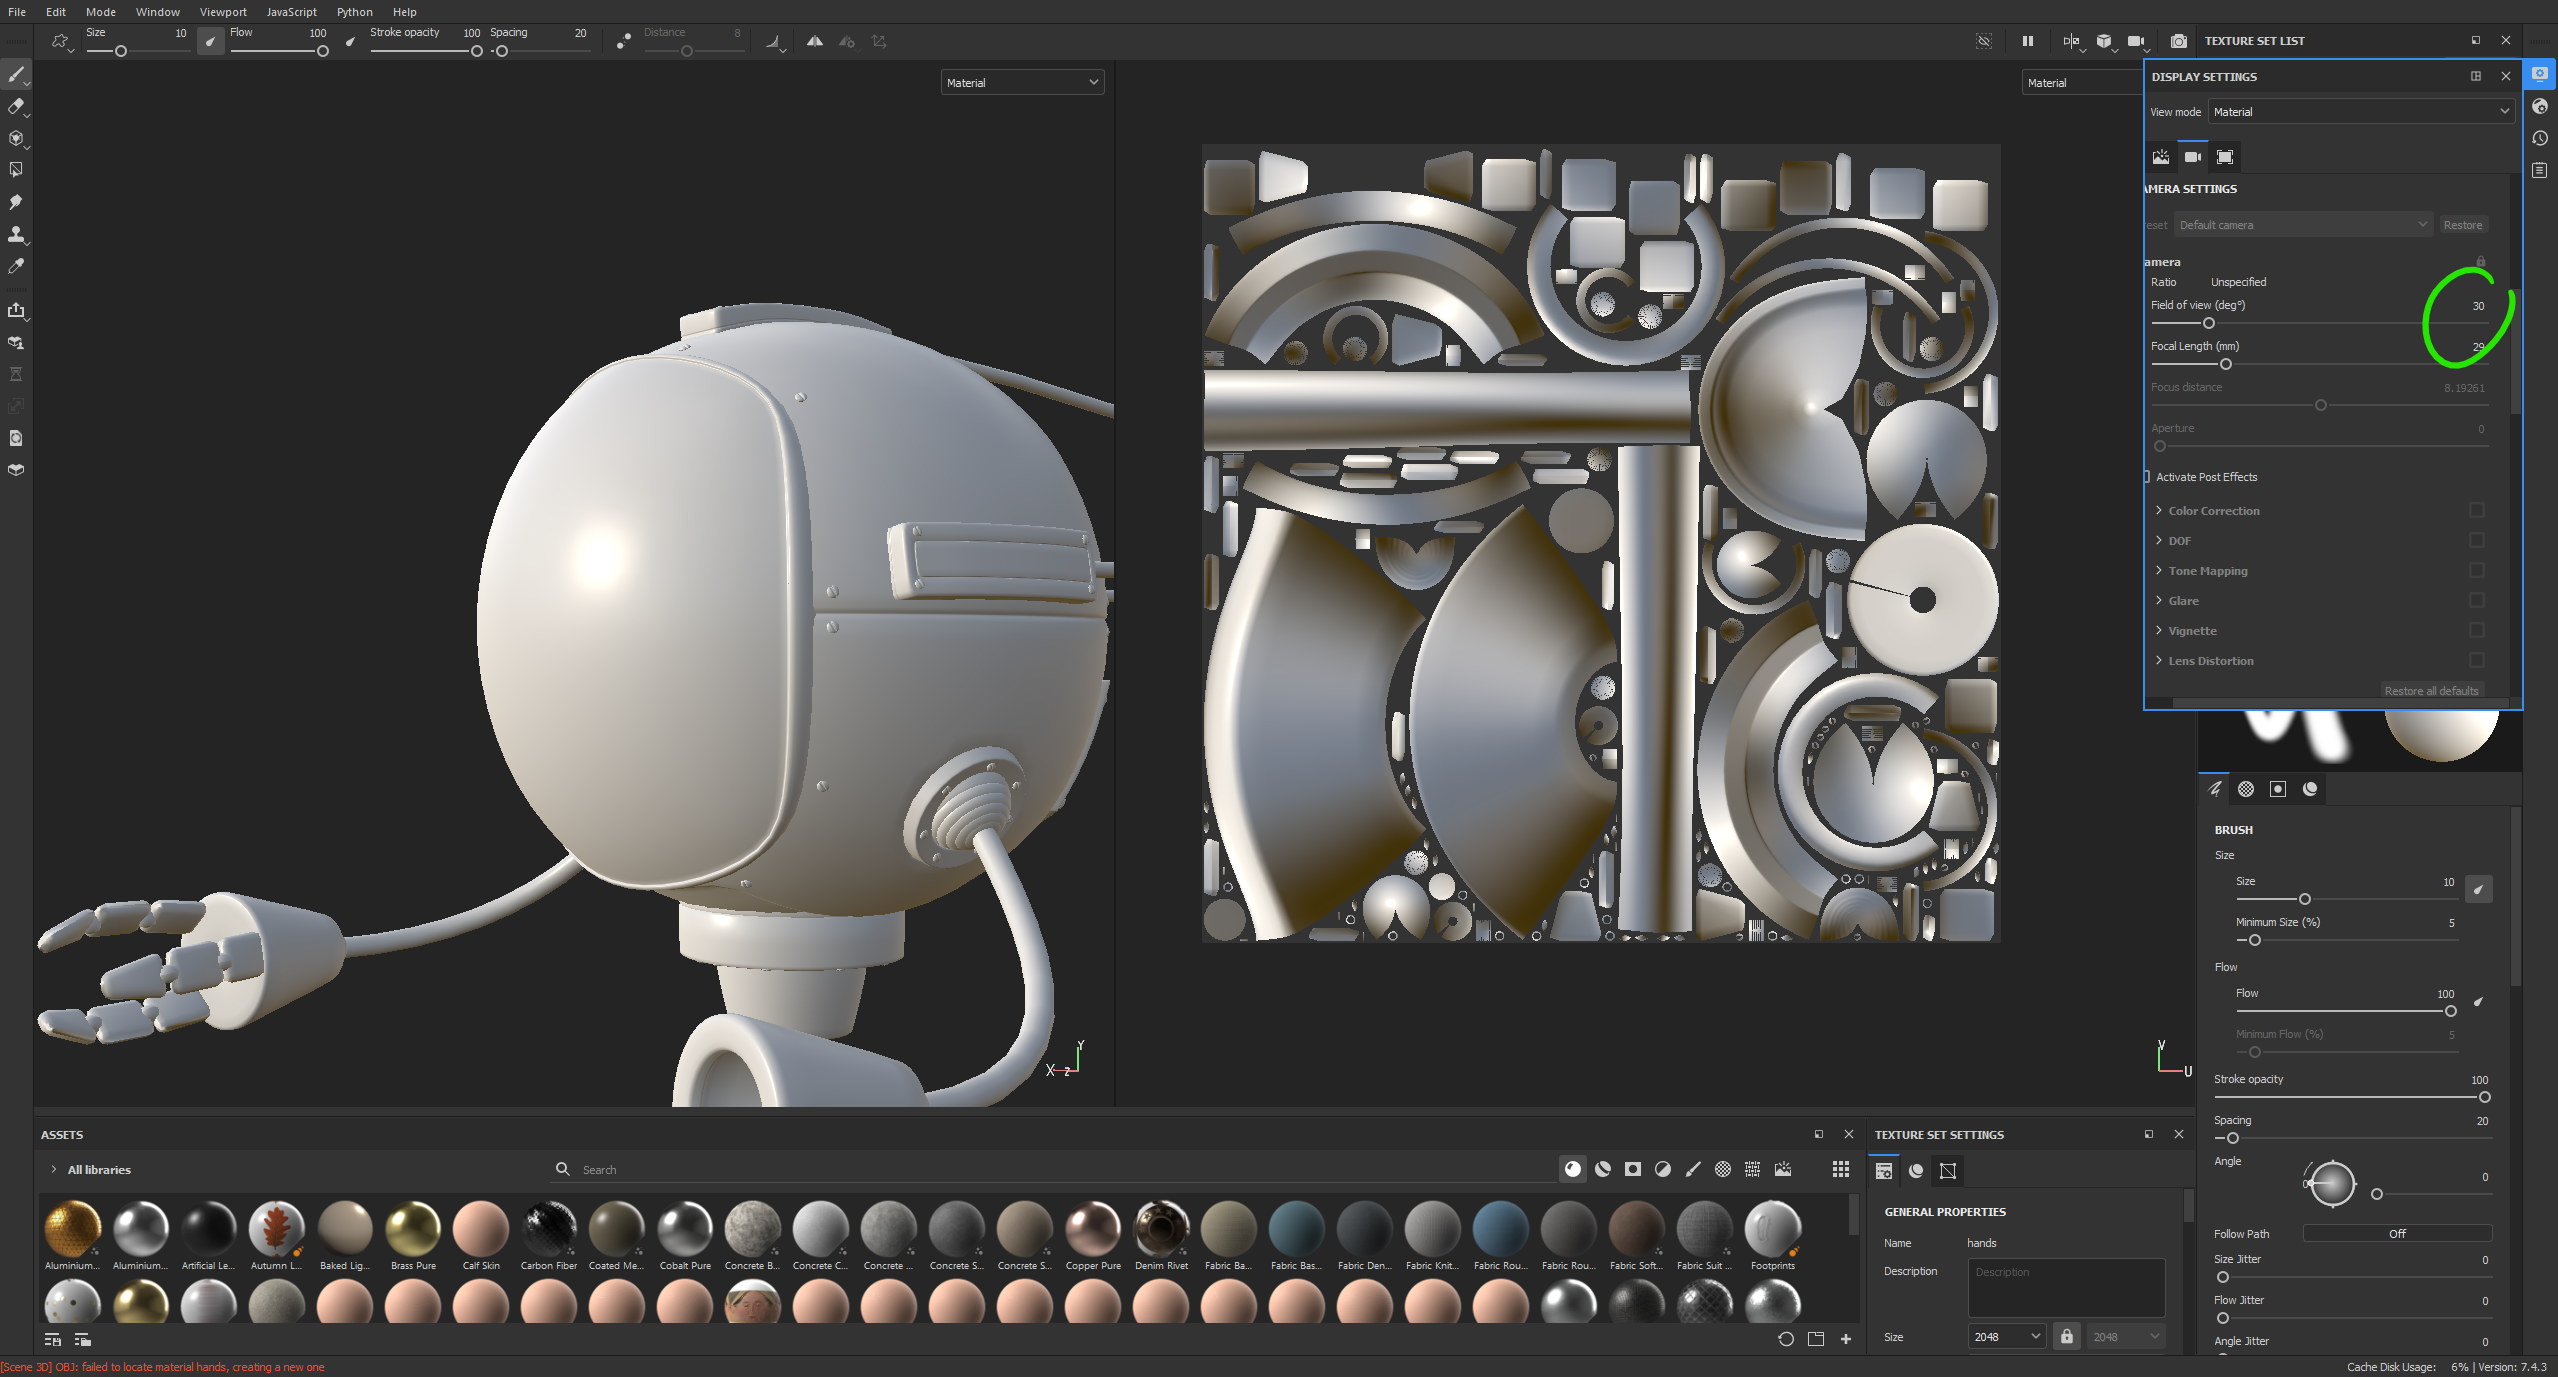 File Edit Mode Window Viewport JavaScript Python Help
Size 10 Flow 100 Stroke opacity 100 Spacing 20 Distance 8
TEXTURE SET LIST
Material
Material
DISPLAY SETTINGS
View mode Material
AMERA SETTINGS
eset Default camera Restore
amera
Ratio Unspecified
Field of view (deg°) 30
Focal Length (mm) 29
Focus distance 8.19261
Aperture 0
Activate Post Effects
Color Correction
DOF
Tone Mapping
Glare
Vignette
Lens Distortion
Restore all defaults
BRUSH
Size
Size 10
Minimum Size (%) 5
Flow
Flow 100
Minimum Flow (%) 5
Stroke opacity 100
Spacing 20
Angle 0
0
Follow Path Off
Size Jitter 0
Flow Jitter 0
Angle Jitter 0
Y
X Z
V
U
ASSETS
All libraries
Search
Aluminium... Aluminium... Artificial Le... Autumn L... Baked Lig... Brass Pure Calf Skin Carbon Fiber Coated Me... Cobalt Pure Concrete B... Concrete C... Concrete ... Concrete S... Concrete S... Copper Pure Denim Rivet Fabric Ba... Fabric Bas... Fabric Den... Fabric Knit... Fabric Rou... Fabric Rou... Fabric Soft... Fabric Suit ... Footprints
TEXTURE SET SETTINGS
GENERAL PROPERTIES
Name hands
Description Description
Size 2048 2048
[Scene 3D] OBJ: failed to locate material hands, creating a new one
Cache Disk Usage: 6% | Version: 7.4.3